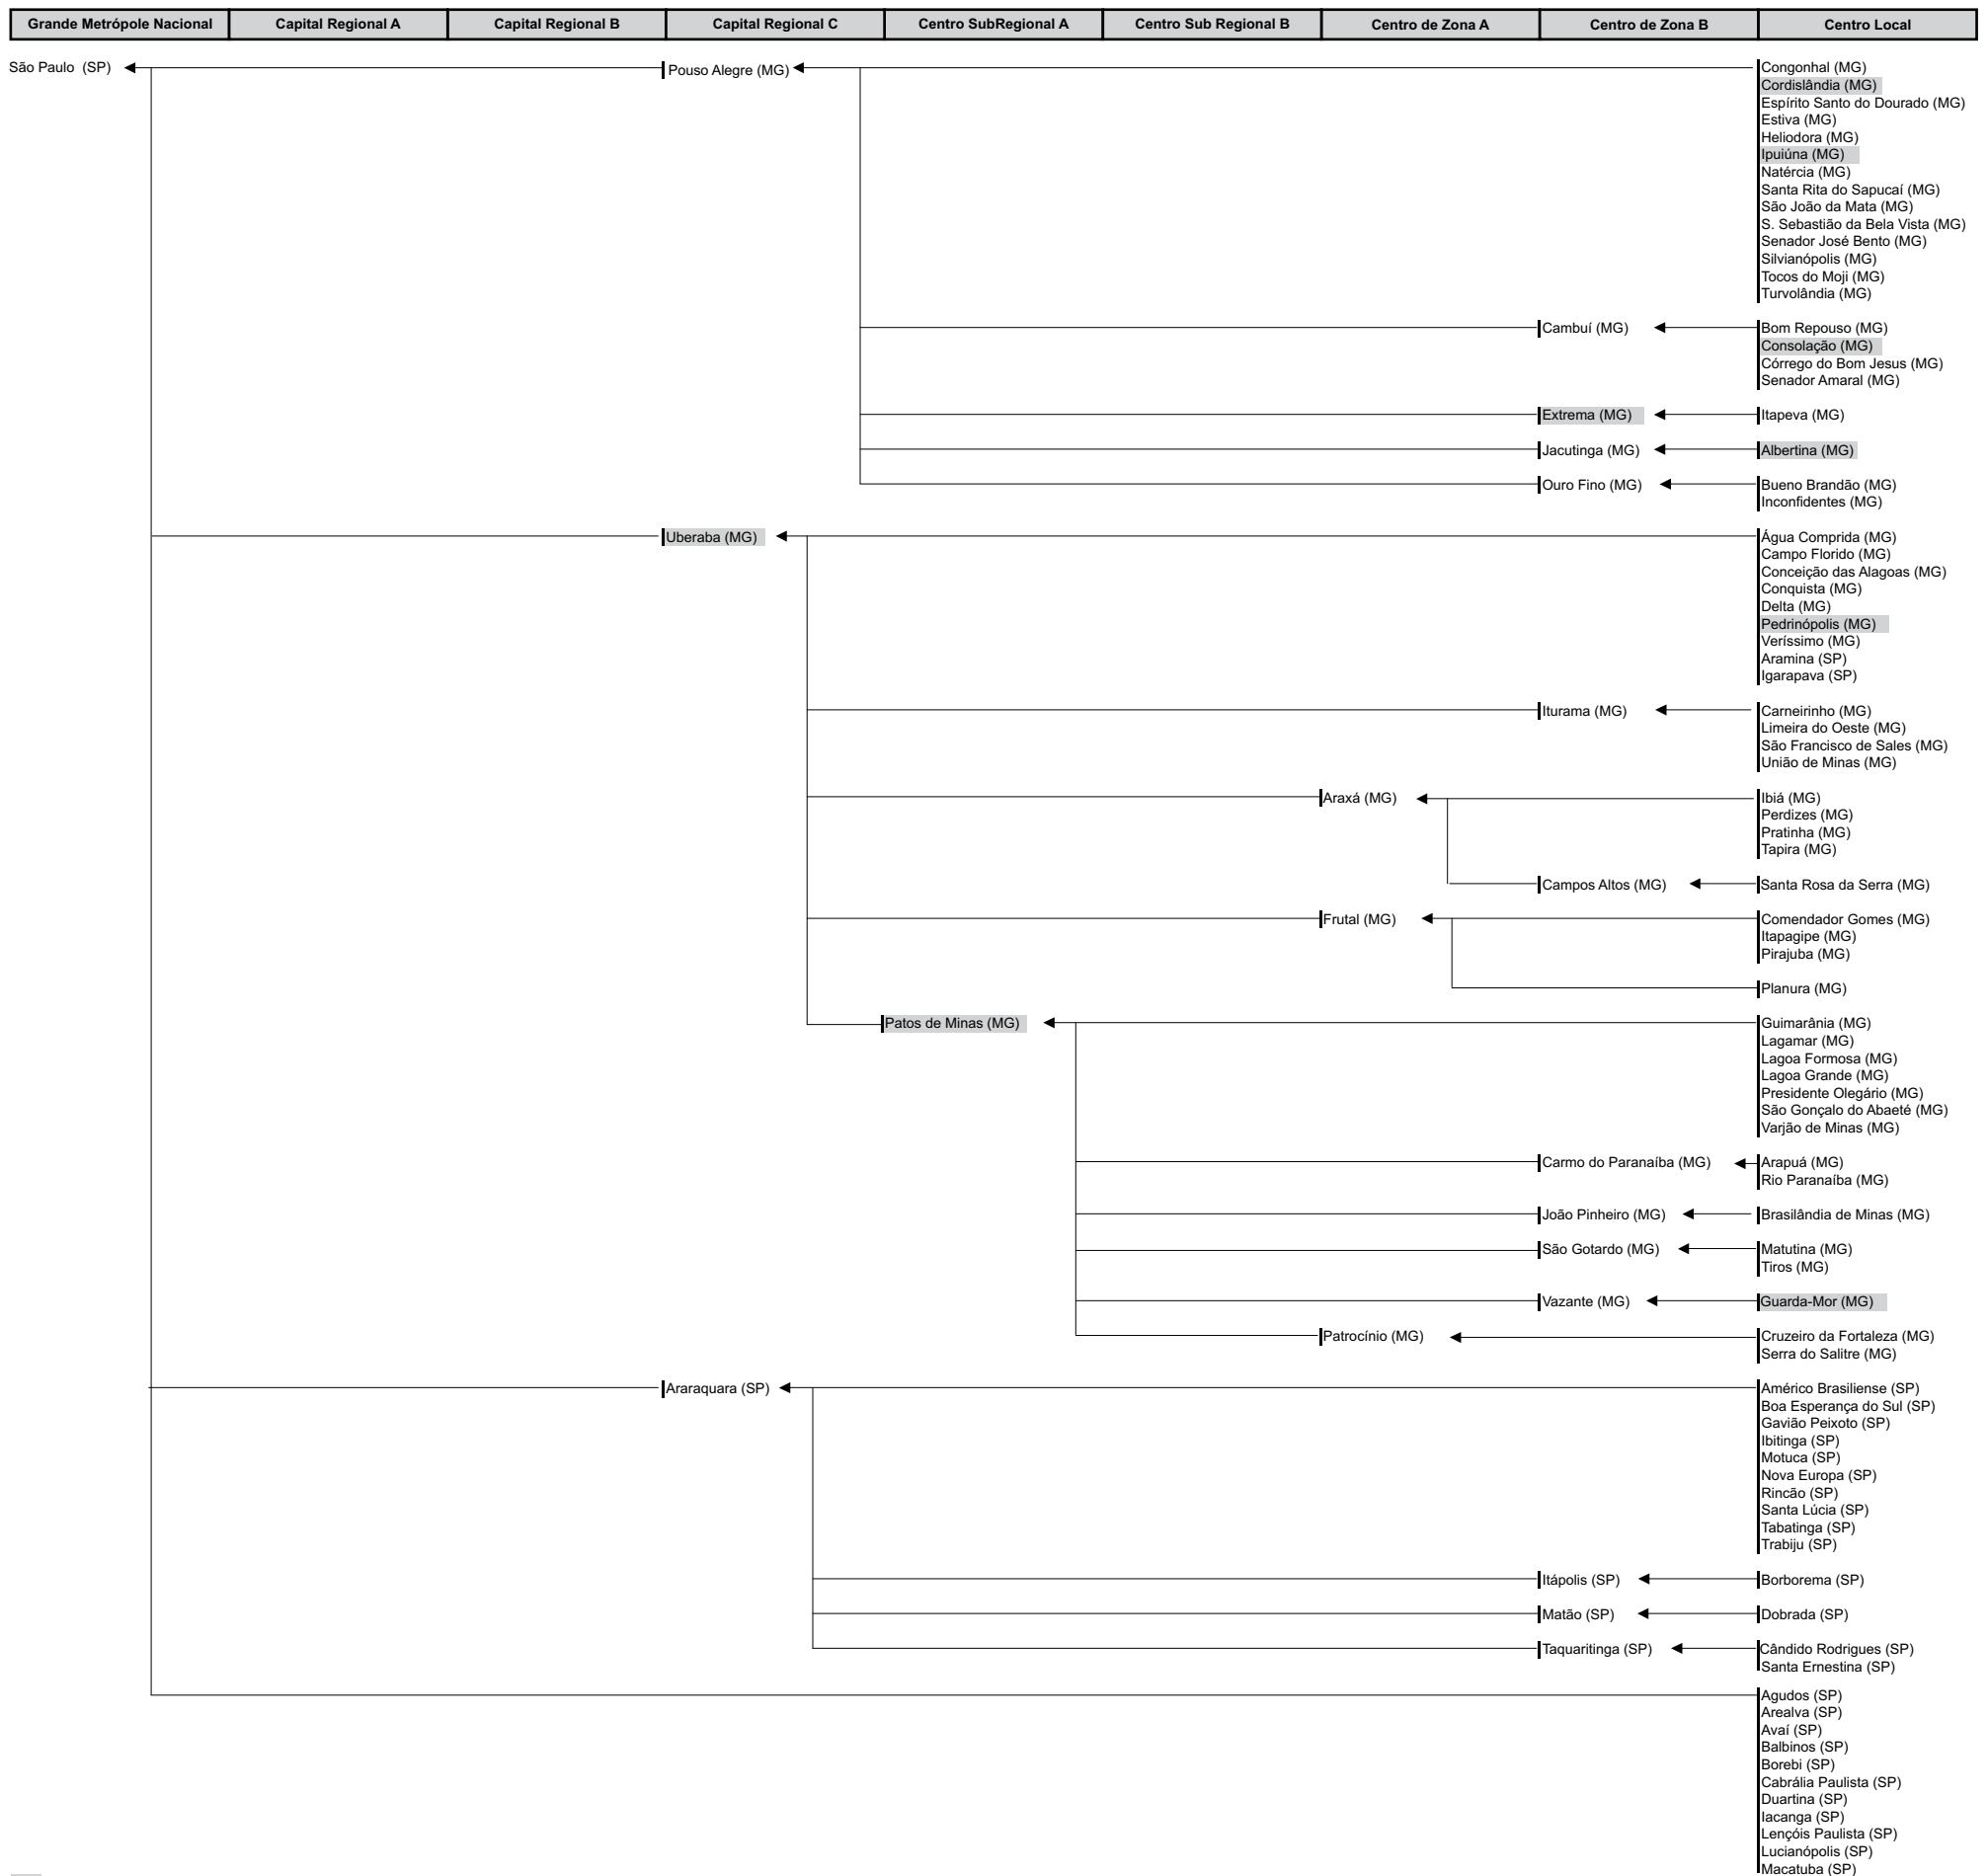 Grande Metrópole Nacional
Capital Regional A
Capital Regional B
Capital Regional C
Centro SubRegional A
Centro Sub Regional B
Centro de Zona A
Centro de Zona B
Centro Local
São Paulo (SP)
Pouso Alegre (MG)
Congonhal (MG)
Cordislândia (MG)
Espírito Santo do Dourado (MG)
Estiva (MG)
Heliodora (MG)
Ipuiúna (MG)
Natércia (MG)
Santa Rita do Sapucaí (MG)
São João da Mata (MG)
S. Sebastião da Bela Vista (MG)
Senador José Bento (MG)
Silvianópolis (MG)
Tocos do Moji (MG)
Turvolândia (MG)
Cambuí (MG)
Bom Repouso (MG)
Consolação (MG)
Córrego do Bom Jesus (MG)
Senador Amaral (MG)
Extrema (MG)
Itapeva (MG)
Jacutinga (MG)
Albertina (MG)
Ouro Fino (MG)
Bueno Brandão (MG)
Inconfidentes (MG)
Uberaba (MG)
Água Comprida (MG)
Campo Florido (MG)
Conceição das Alagoas (MG)
Conquista (MG)
Delta (MG)
Pedrinópolis (MG)
Veríssimo (MG)
Aramina (SP)
Igarapava (SP)
Iturama (MG)
Carneirinho (MG)
Limeira do Oeste (MG)
São Francisco de Sales (MG)
União de Minas (MG)
Araxá (MG)
Ibiá (MG)
Perdizes (MG)
Pratinha (MG)
Tapira (MG)
Campos Altos (MG)
Santa Rosa da Serra (MG)
Frutal (MG)
Comendador Gomes (MG)
Itapagipe (MG)
Pirajuba (MG)
Planura (MG)
Patos de Minas (MG)
Guimarânia (MG)
Lagamar (MG)
Lagoa Formosa (MG)
Lagoa Grande (MG)
Presidente Olegário (MG)
São Gonçalo do Abaeté (MG)
Varjão de Minas (MG)
Carmo do Paranaíba (MG)
Arapuá (MG)
Rio Paranaíba (MG)
João Pinheiro (MG)
Brasilândia de Minas (MG)
São Gotardo (MG)
Matutina (MG)
Tiros (MG)
Vazante (MG)
Guarda-Mor (MG)
Patrocínio (MG)
Cruzeiro da Fortaleza (MG)
Serra do Salitre (MG)
Araraquara (SP)
Américo Brasiliense (SP)
Boa Esperança do Sul (SP)
Gavião Peixoto (SP)
Ibitinga (SP)
Motuca (SP)
Nova Europa (SP)
Rincão (SP)
Santa Lúcia (SP)
Tabatinga (SP)
Trabiju (SP)
Itápolis (SP)
Borborema (SP)
Matão (SP)
Dobrada (SP)
Taquaritinga (SP)
Cândido Rodrigues (SP)
Santa Ernestina (SP)
Agudos (SP)
Arealva (SP)
Avaí (SP)
Balbinos (SP)
Borebi (SP)
Cabrália Paulista (SP)
Duartina (SP)
Iacanga (SP)
Lençóis Paulista (SP)
Lucianópolis (SP)
Macatuba (SP)